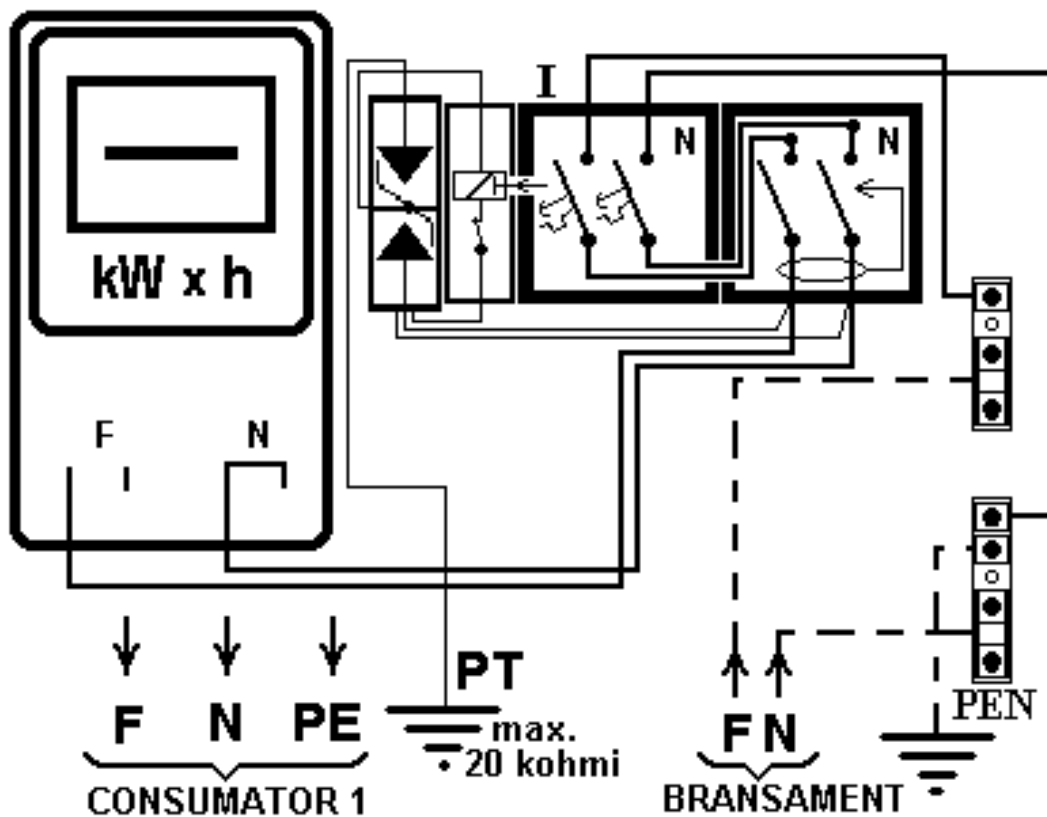 I
N
N
kW x h
F N
PEN
PT
max.
20 kohmi
F N PE
CONSUMATOR 1
F N
BRANSAMENT